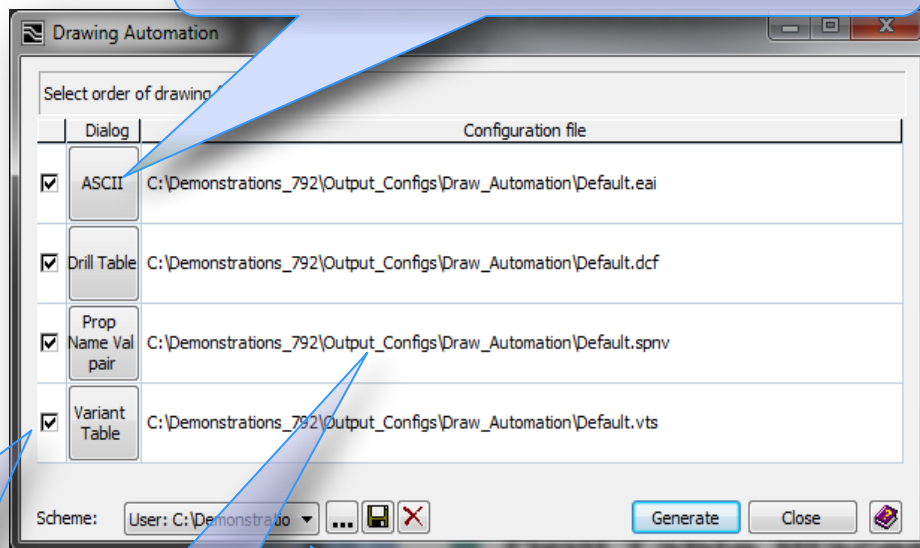 Drawing Automation
Select order of drawing
Dialog Configuration file
ASCII C:\Demonstrations_792\Output_Configs\Draw_Automation\Default.eai
Drill Table C:\Demonstrations_792\Output_Configs\Draw_Automation\Default.dcf
Prop
Name Val
pair
C:\Demonstrations_792\Output_Configs\Draw_Automation\Default.spnv
Variant
Table
C:\Demonstrations_792\Output_Configs\Draw_Automation\Default.vts
Scheme: User: C:\Demonstratio ... Generate Close